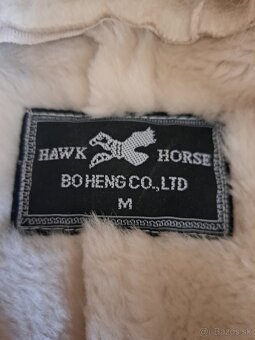 HAWK HORSE
BO HENG CO., LTD
M
Bazos.sk